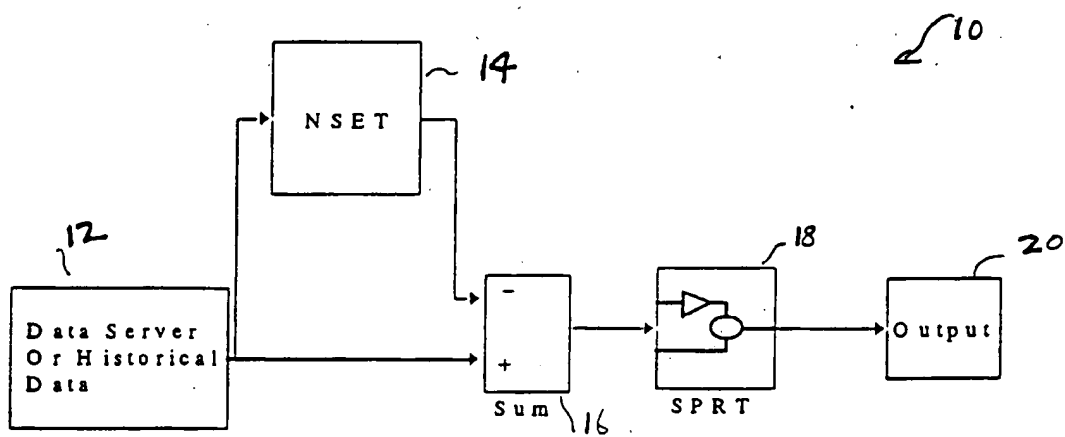 10
14
NSET
12
Data Server
Or Historical
Data
-
+
Sum
16
18
SPRT
20
Output